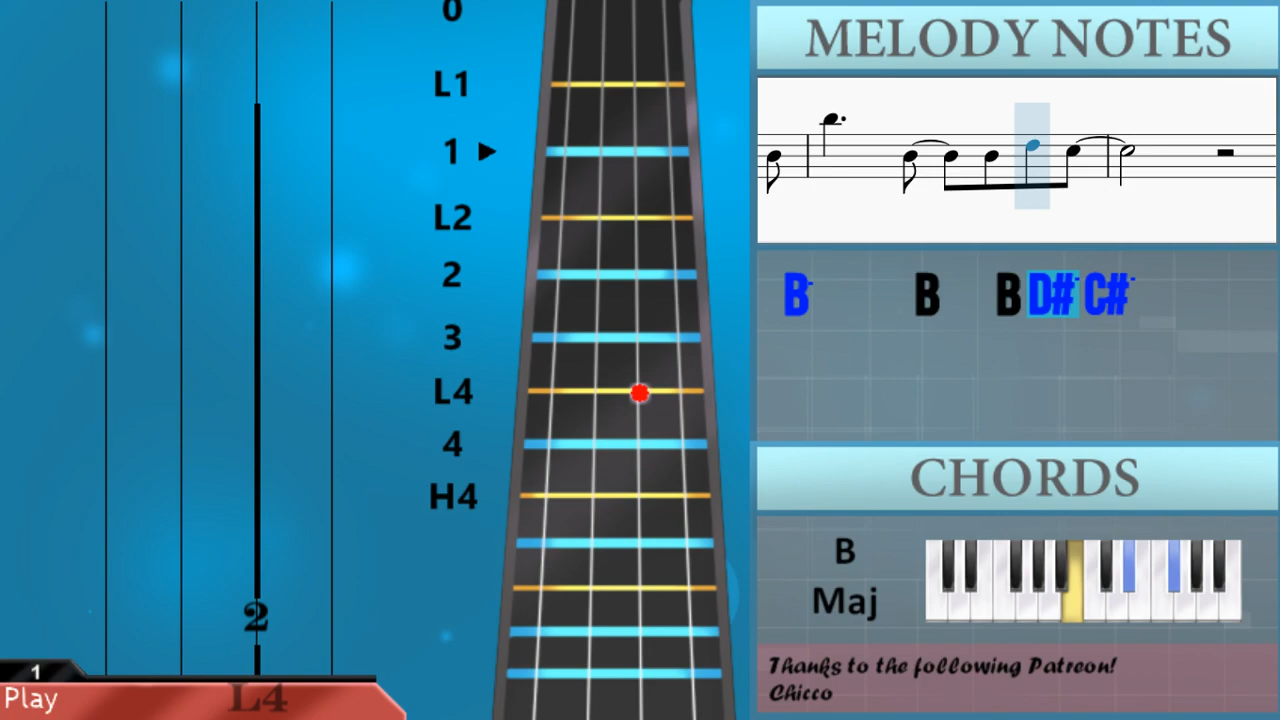 0
L1
1
L2
2
3
L4
4
H4
2
1
Play
L4
MELODY NOTES
B B B D# C#
CHORDS
B
Maj
Thanks to the following Patreon!
Chicco